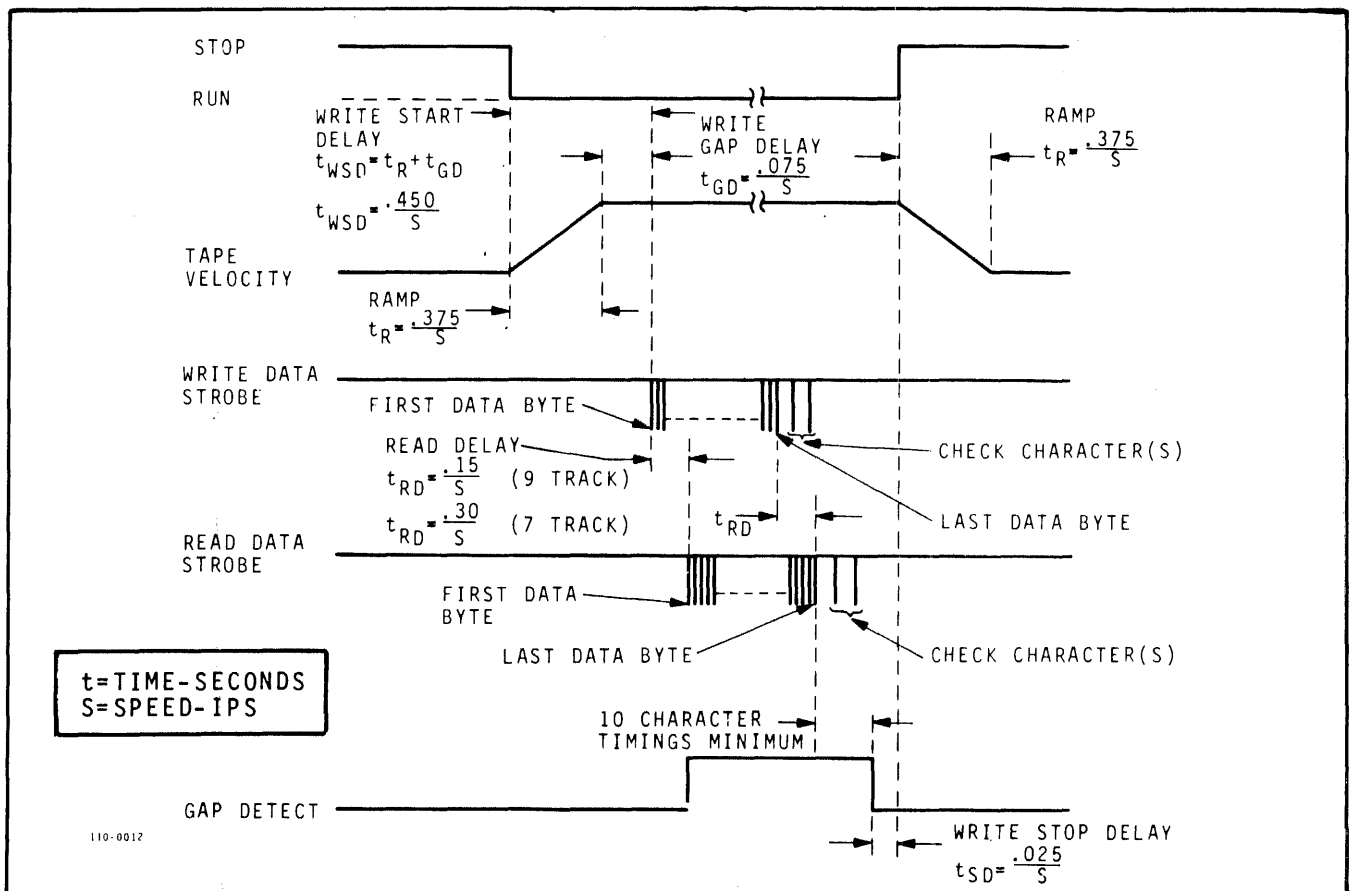 STOP
RUN
WRITE START
DELAY
tWSD=tR+tGD
tWSD=.450/S
WRITE
GAP DELAY
tGD=.075/S
RAMP
tR=.375/S
TAPE
VELOCITY
RAMP
tR=.375/S
WRITE DATA
STROBE
FIRST DATA BYTE
CHECK CHARACTER(S)
READ DELAY
tRD=.15/S (9 TRACK)
tRD=.30/S (7 TRACK)
tRD
LAST DATA BYTE
READ DATA
STROBE
FIRST DATA
BYTE
LAST DATA BYTE
CHECK CHARACTER(S)
t=TIME-SECONDS
S=SPEED-IPS
10 CHARACTER
TIMINGS MINIMUM
GAP DETECT
110-0012
WRITE STOP DELAY
tSD=.025/S